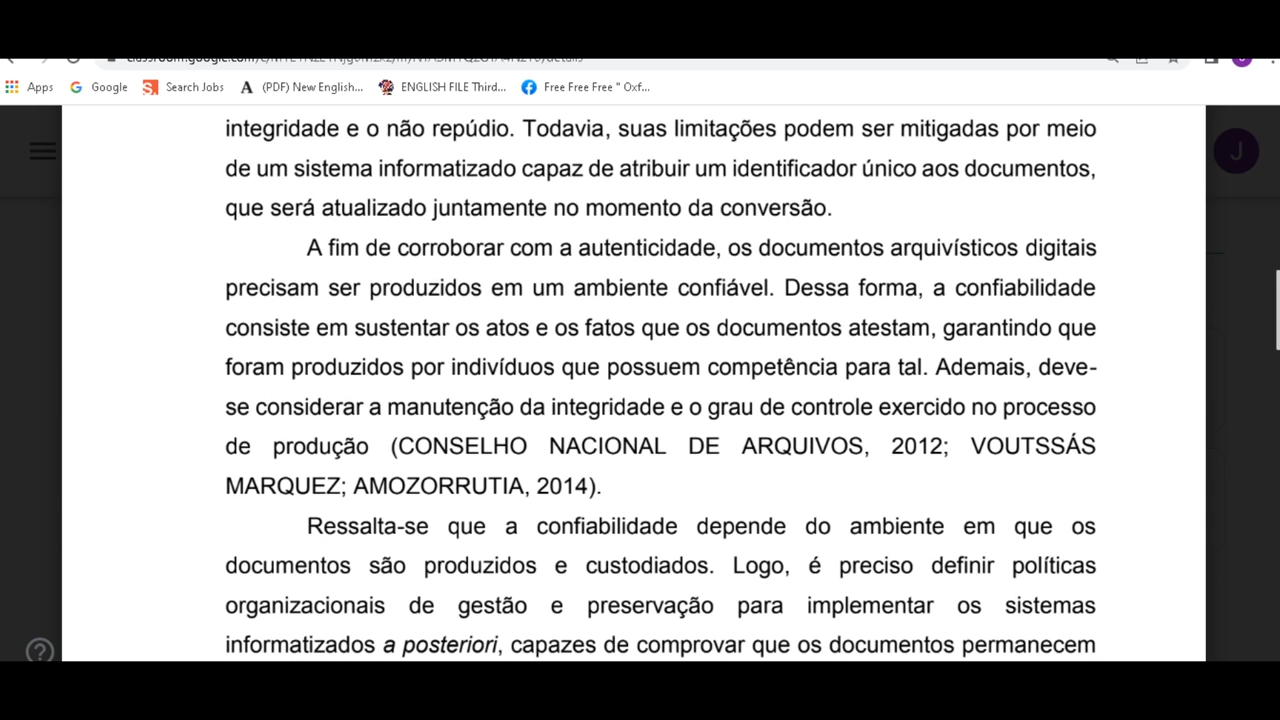 Apps
Google
Search Jobs
(PDF) New English...
ENGLISH FILE Third...
Free Free Free " Oxf...
J
integridade e o não repúdio. Todavia, suas limitações podem ser mitigadas por meio
de um sistema informatizado capaz de atribuir um identificador único aos documentos,
que será atualizado juntamente no momento da conversão.
A fim de corroborar com a autenticidade, os documentos arquivísticos digitais
precisam ser produzidos em um ambiente confiável. Dessa forma, a confiabilidade
consiste em sustentar os atos e os fatos que os documentos atestam, garantindo que
foram produzidos por indivíduos que possuem competência para tal. Ademais, deve-
se considerar a manutenção da integridade e o grau de controle exercido no processo
de produção (CONSELHO NACIONAL DE ARQUIVOS, 2012; VOUTSSÁS
MARQUEZ; AMOZORRUTIA, 2014).
Ressalta-se que a confiabilidade depende do ambiente em que os
documentos são produzidos e custodiados. Logo, é preciso definir políticas
organizacionais de gestão e preservação para implementar os sistemas
informatizados a posteriori, capazes de comprovar que os documentos permanecem